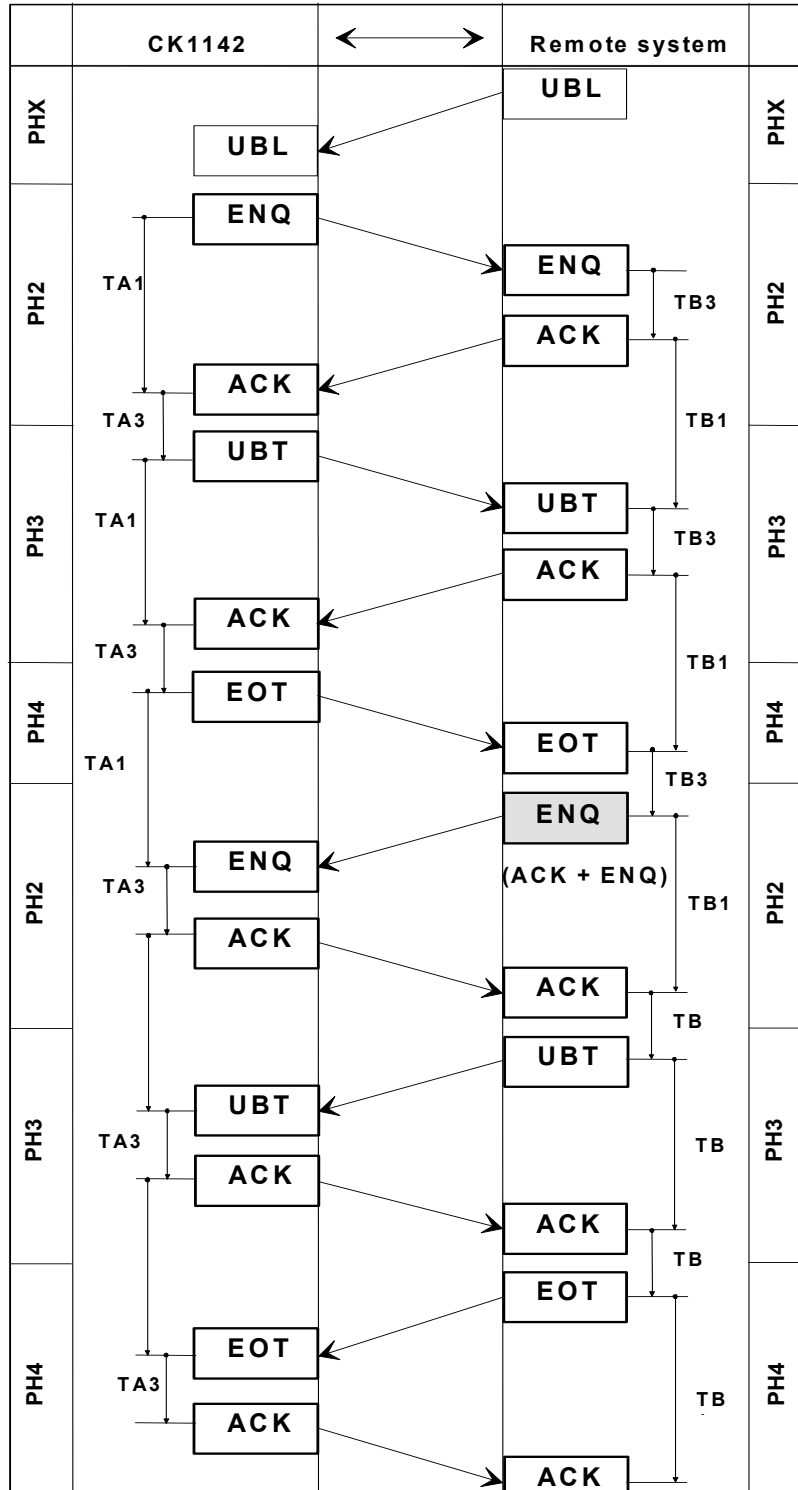 CK1142 Remote system
PHX UBL PHX
UBL
ENQ
PH2 TA1 ENQ TB3 PH2
ACK
ACK
TA3 TB1
UBT
PH3 TA1 UBT TB3 PH3
ACK
ACK
TA3 TB1
EOT
PH4 TA1 EOT TB3 PH4
ENQ
ENQ (ACK + ENQ)
PH2 TA3 TB1 PH2
ACK
ACK TB
UBT
UBT
PH3 TA3 TB PH3
ACK
ACK TB
EOT
EOT
PH4 TA3 TB PH4
ACK
ACK